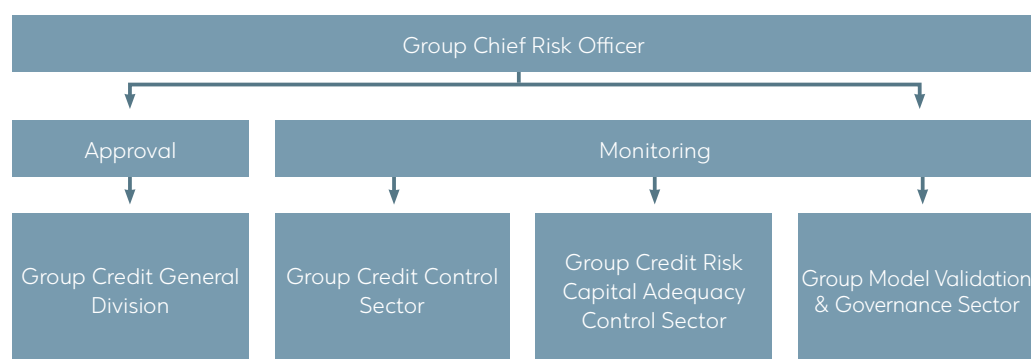 Group Chief Risk Officer
Approval
Monitoring
Group Credit General
Division
Group Credit Control
Sector
Group Credit Risk
Capital Adequacy
Control Sector
Group Model Validation
& Governance Sector